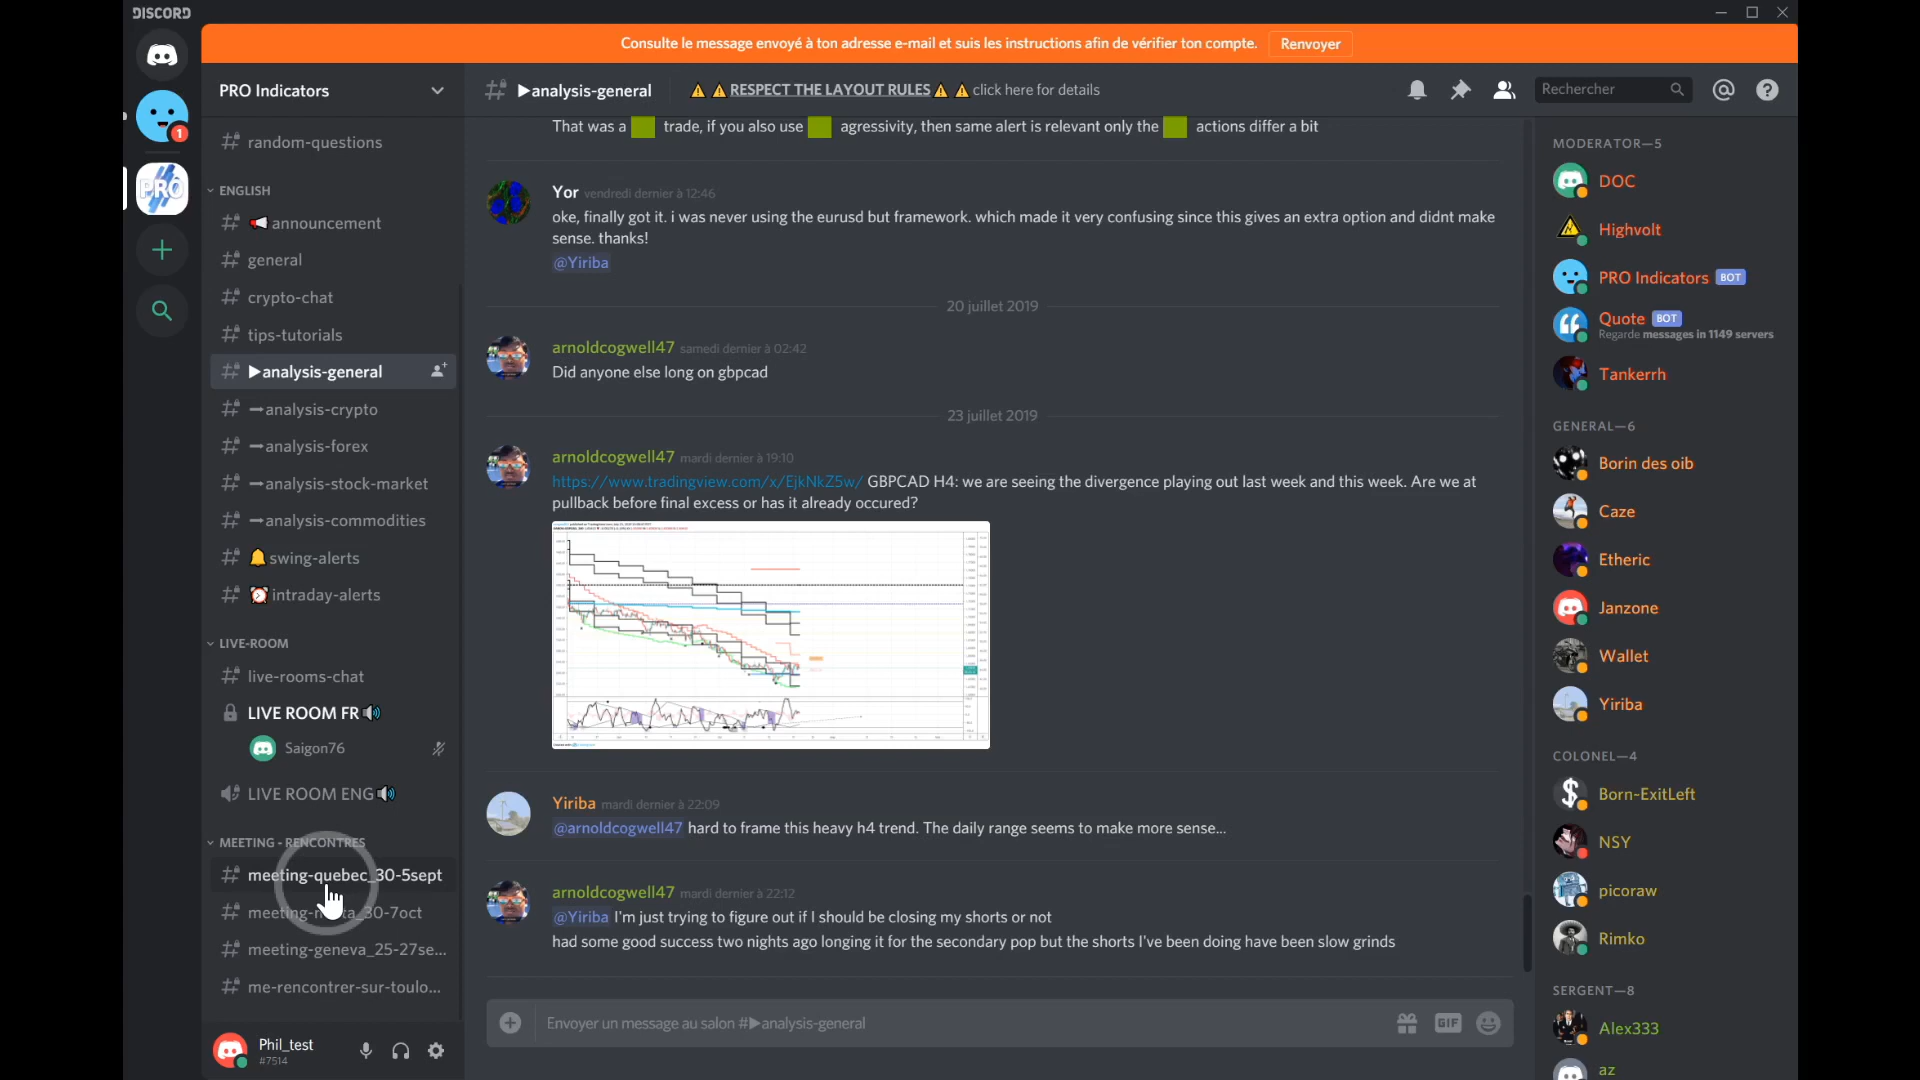 DISCORD
Consulte le message envoyé à ton adresse e-mail et suis les instructions afin de vérifier ton compte.
Renvoyer
1
PRO
PRO Indicators
random-questions
ENGLISH
announcement
general
crypto-chat
tips-tutorials
▶analysis-general
➞analysis-crypto
➞analysis-forex
➞analysis-stock-market
➞analysis-commodities
swing-alerts
intraday-alerts
LIVE-ROOM
live-rooms-chat
LIVE ROOM FR
Saigon76
LIVE ROOM ENG
MEETING - RENCONTRES
meeting-quebec_30-5sept
30-7oct
meeting-geneva_25-27se...
me-rencontrer-sur-toulo...
Phil_test
#7514
▶analysis-general
RESPECT THE LAYOUT RULES click here for details
Rechercher
That was a trade, if you also use agressivity, then same alert is relevant only the actions differ a bit
Yor vendredi dernier à 12:46
oke, finally got it. i was never using the eurusd but framework. which made it very confusing since this gives an extra option and didnt make
sense. thanks!
@Yiriba
20 juillet 2019
arnoldcogwell47 samedi dernier à 02:42
Did anyone else long on gbpcad
23 juillet 2019
arnoldcogwell47 mardi dernier à 19:10
https://www.tradingview.com/x/EjkNkZ5w/ GBPCAD H4: we are seeing the divergence playing out last week and this week. Are we at
pullback before final excess or has it already occured?
Yiriba mardi dernier à 22:09
@arnoldcogwell47 hard to frame this heavy h4 trend. The daily range seems to make more sense...
arnoldcogwell47 mardi dernier à 22:12
@Yiriba I'm just trying to figure out if I should be closing my shorts or not
had some good success two nights ago longing it for the secondary pop but the shorts I've been doing have been slow grinds
Envoyer un message au salon #▶analysis-general
GIF
MODERATOR—5
DOC
Highvolt
PRO Indicators BOT
Quote BOT
Regarde messages in 1149 servers
Tankerrh
GENERAL—6
Borin des oib
Caze
Etheric
Janzone
Wallet
Yiriba
COLONEL—4
Born-ExitLeft
NSY
picoraw
Rimko
SERGENT—8
Alex333
az